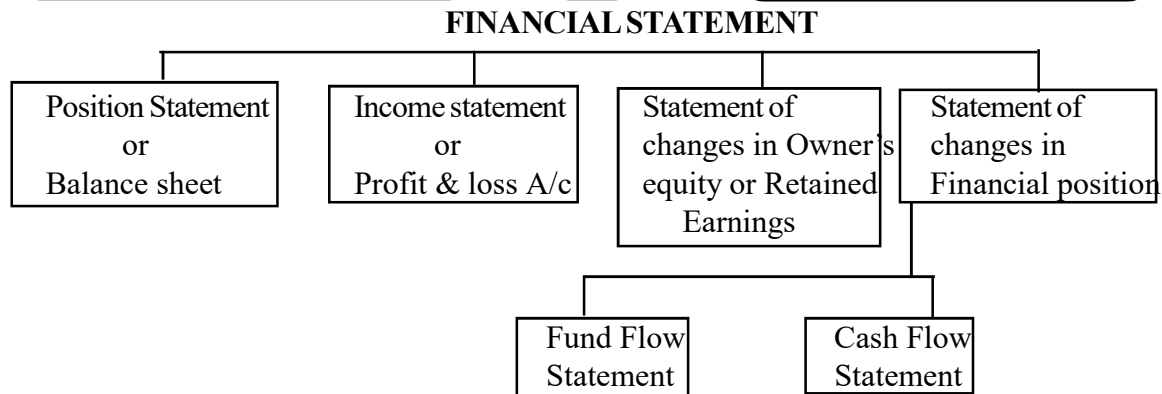 FINANCIAL STATEMENT
Position Statement
or
Balance sheet
Income statement
or
Profit & loss A/c
Statement of
changes in Owner's
equity or Retained
Earnings
Statement of
changes in
Financial position
Fund Flow
Statement
Cash Flow
Statement